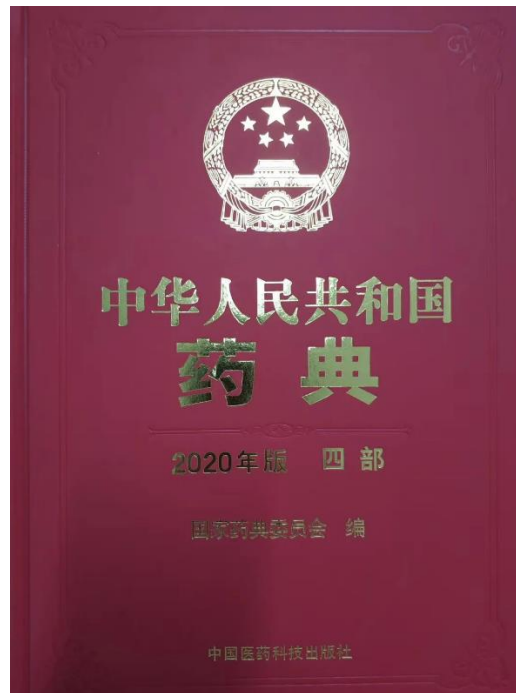 中华人民共和国
药典
2020年版 四部
国家药典委员会 编
中国医药科技出版社